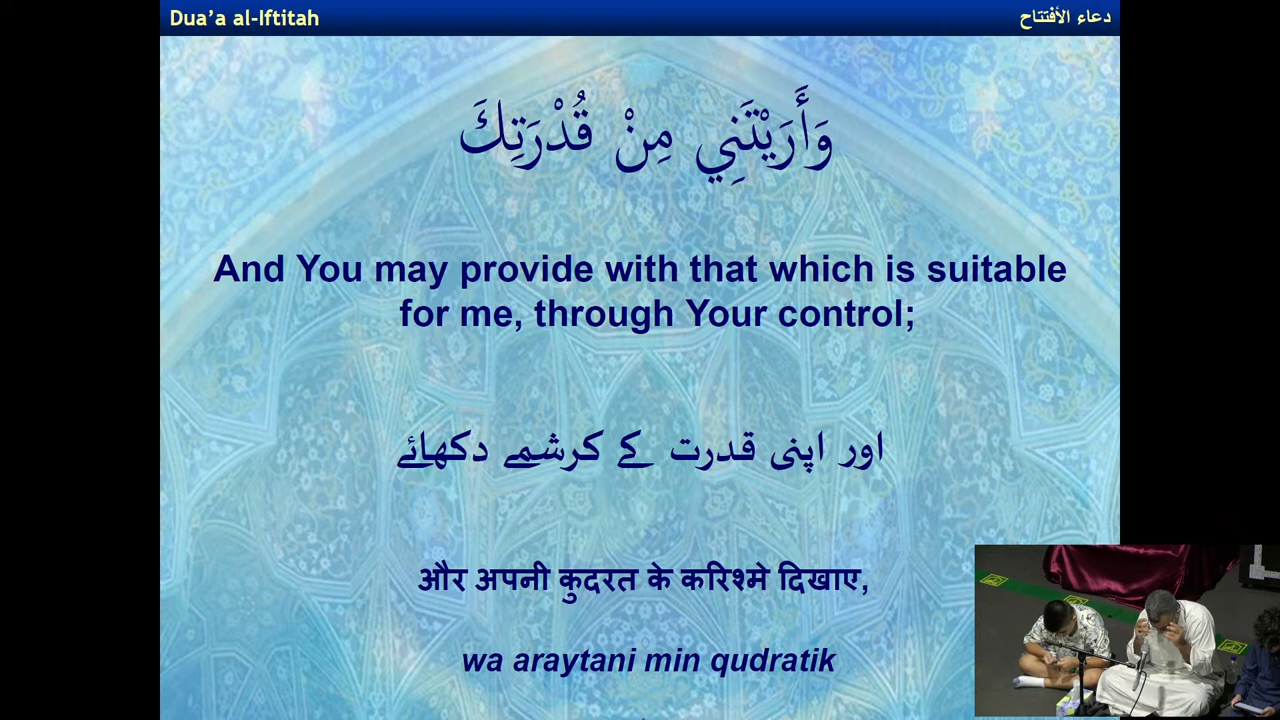 Dua’a al-Iftitah
دعاء الأفتتاح
وَأَرَيْتَنِي مِنْ قُدْرَتِكَ
And You may provide with that which is suitable
for me, through Your control;
اور اپنی قدرت کے کرشمے دکھائے
और अपनी कुदरत के करिश्मे दिखाए,
wa araytani min qudratik